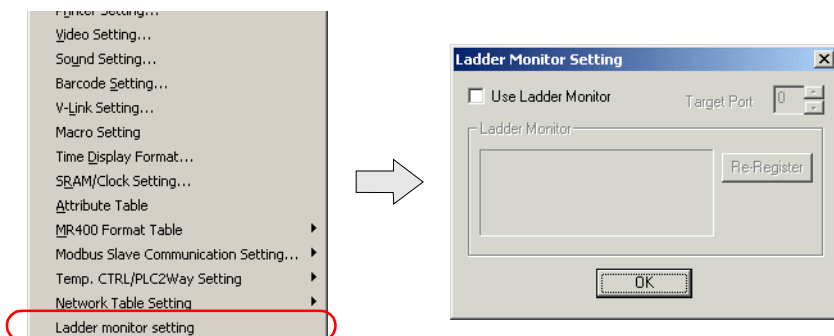 Printer Setting...
Video Setting...
Sound Setting...
Barcode Setting...
V-Link Setting...
Macro Setting
Time Display Format...
SRAM/Clock Setting...
Attribute Table
MR400 Format Table
Modbus Slave Communication Setting...
Temp. CTRL/PLC2Way Setting
Network Table Setting
Ladder monitor setting
Ladder Monitor Setting
Use Ladder Monitor
Target Port 0
Ladder Monitor
Re-Register
OK